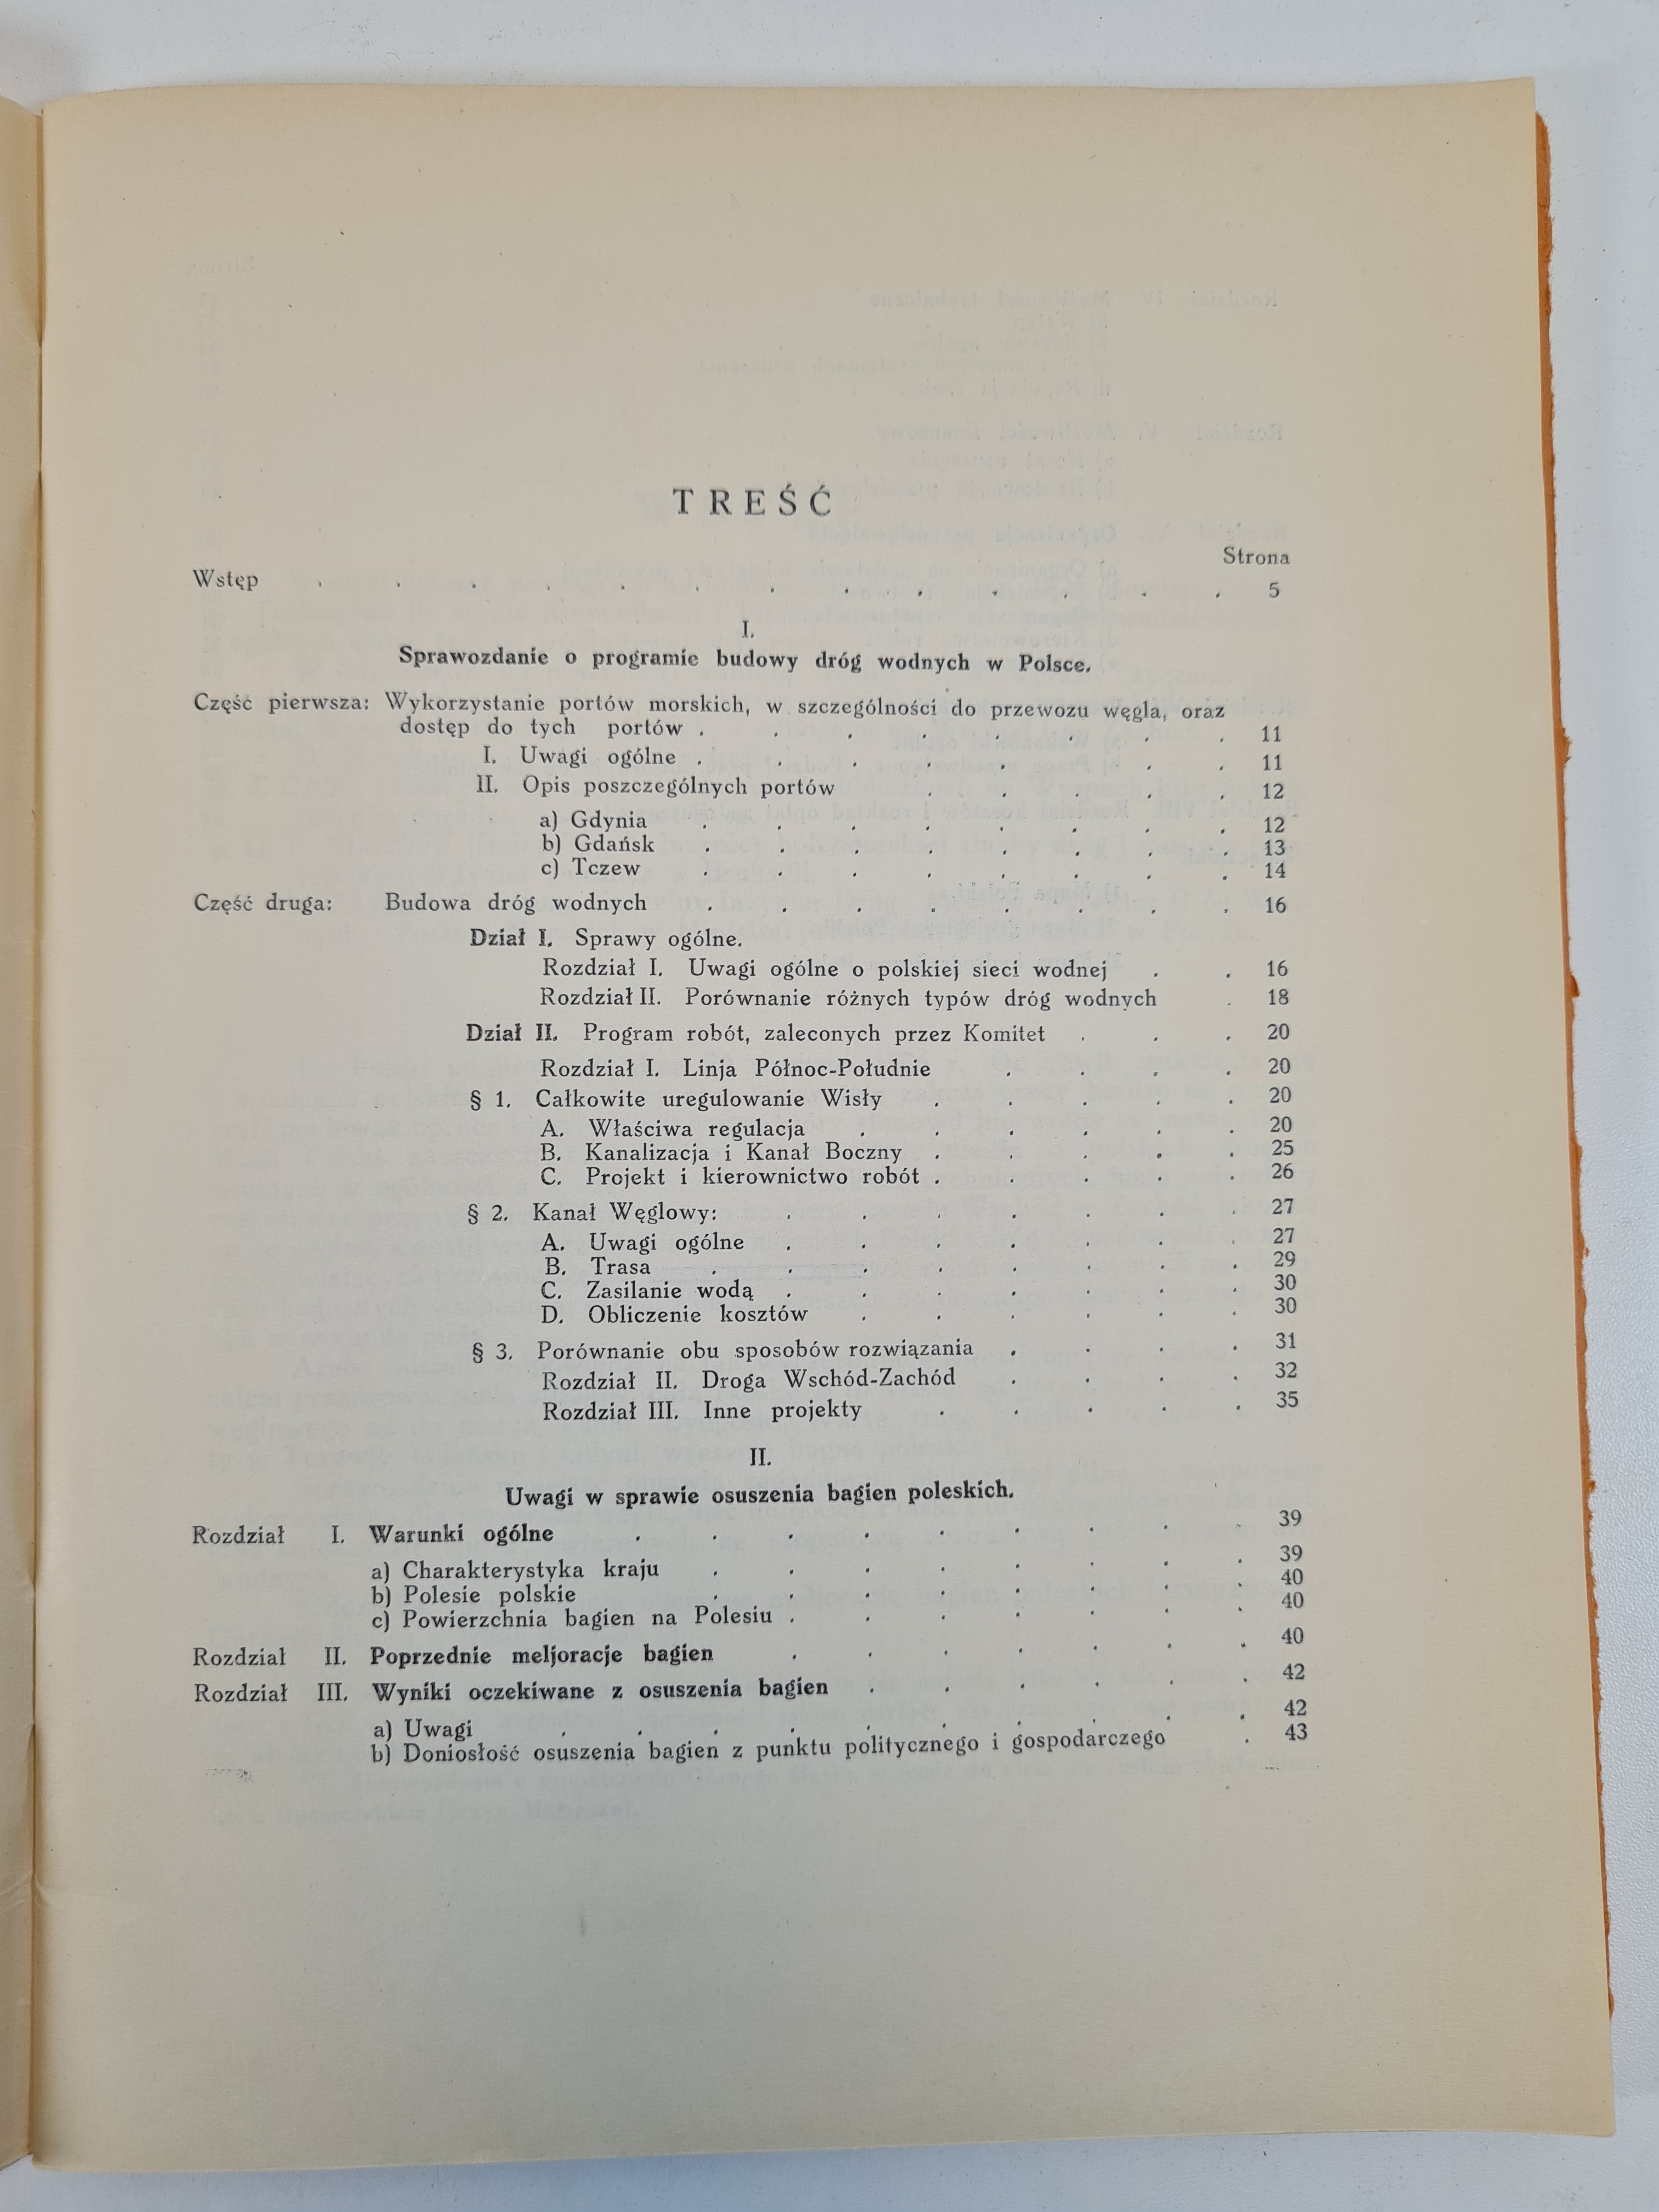 TREŚĆ
Strona
Wstęp . . . . . . . . . . . . . 5
I.
Sprawozdanie o programie budowy dróg wodnych w Polsce.
Część pierwsza: Wykorzystanie portów morskich, w szczególności do przewozu węgla, oraz
dostęp do tych portów . . . . . . . . 11
I. Uwagi ogólne . . . . . . . . 11
II. Opis poszczególnych portów . . . . . 12
a) Gdynia . . . . . . . . 12
b) Gdańsk . . . . . . . . 13
c) Tczew . . . . . . . . 14
Część druga: Budowa dróg wodnych . . . . . . . . 16
Dział I. Sprawy ogólne.
Rozdział I. Uwagi ogólne o polskiej sieci wodnej . . 16
Rozdział II. Porównanie różnych typów dróg wodnych . 18
Dział II. Program robót, zaleconych przez Komitet . . . 20
Rozdział I. Linja Północ-Południe . . . . 20
§ 1. Całkowite uregulowanie Wisły . . . . . 20
A. Właściwa regulacja . . . . . . 20
B. Kanalizacja i Kanał Boczny . . . . . 25
C. Projekt i kierownictwo robót . . . . . 26
§ 2. Kanał Węglowy: . . . . . . . 27
A. Uwagi ogólne . . . . . . . 27
B. Trasa . . . . . . . . 29
C. Zasilanie wodą . . . . . . . 30
D. Obliczenie kosztów . . . . . . 30
§ 3. Porównanie obu sposobów rozwiązania . . . . 31
Rozdział II. Droga Wschód-Zachód . . . . 32
Rozdział III. Inne projekty . . . . . 35
II.
Uwagi w sprawie osuszenia bagien poleskich.
Rozdział I. Warunki ogólne . . . . . . . . . 39
a) Charakterystyka kraju . . . . . . . . 39
b) Polesie polskie . . . . . . . . 40
c) Powierzchnia bagien na Polesiu . . . . . . . 40
Rozdział II. Poprzednie meljoracje bagien . . . . . . . 40
Rozdział III. Wyniki oczekiwane z osuszenia bagien . . . . . . 42
a) Uwagi . . . . . . . . . . 42
b) Doniosłość osuszenia bagien z punktu politycznego i gospodarczego . 43